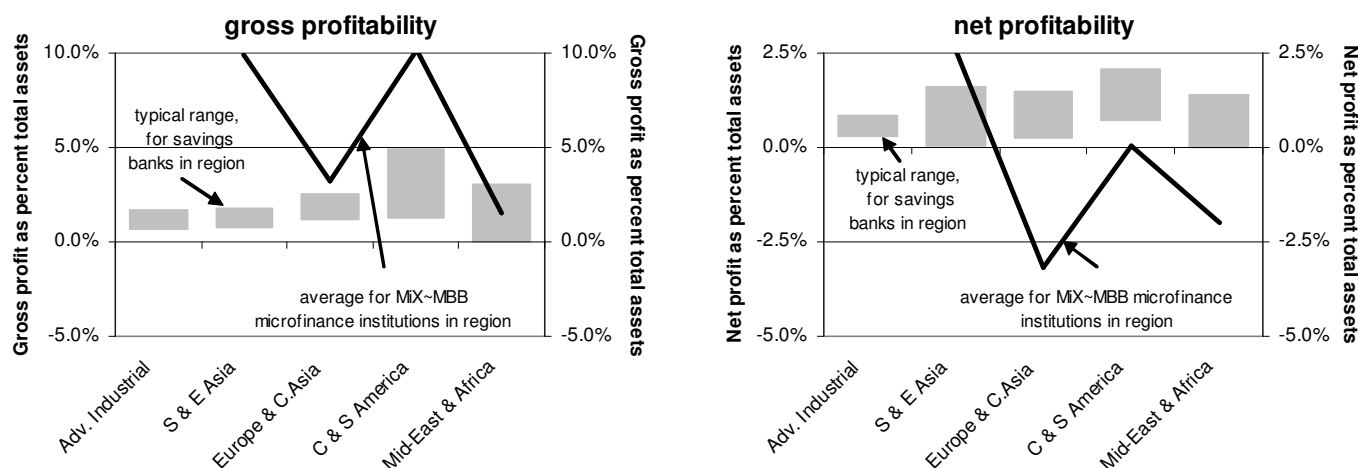 gross profitability
Gross profit as percent total assets
10.0%
5.0%
0.0%
-5.0%
typical range,
for savings
banks in region
average for MiX~MBB
microfinance institutions in region
10.0%
5.0%
0.0%
-5.0%
Gross profit as percent total assets
Adv. Industrial
S & E Asia
Europe & C.Asia
C & S America
Mid-East & Africa
net profitability
Net profit as percent total assets
2.5%
0.0%
-2.5%
-5.0%
typical range,
for savings
banks in region
average for MiX~MBB microfinance
institutions in region
2.5%
0.0%
-2.5%
-5.0%
Net profit as percent total assets
Adv. Industrial
S & E Asia
Europe & C.Asia
C & S America
Mid-East & Africa